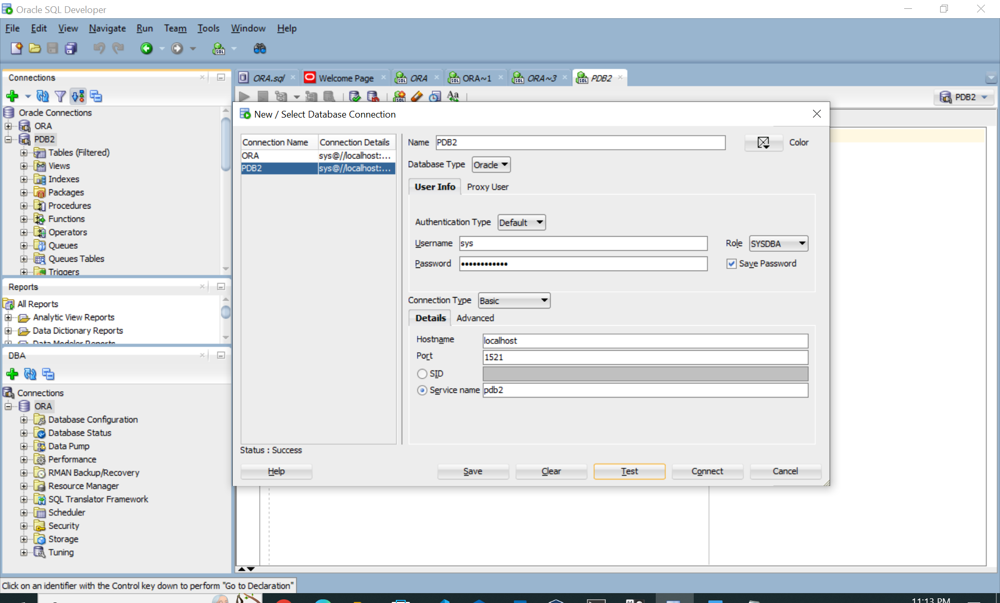 Oracle SQL Developer
File Edit View Navigate Run Team Tools Window Help
Connections
Oracle Connections
ORA
PDB2
Tables (Filtered)
Views
Indexes
Packages
Procedures
Functions
Operators
Queues
Queues Tables
Triggers
Reports
All Reports
Analytic View Reports
Data Dictionary Reports
Data Modeler Reports
DBA
Connections
ORA
Database Configuration
Database Status
Data Pump
Performance
RMAN Backup/Recovery
Resource Manager
SQL Translator Framework
Scheduler
Security
Storage
Tuning
ORA.sql Welcome Page ORA ORA~1 ORA~3 PDB2
PDB2
New / Select Database Connection
Connection Name Connection Details
ORA sys@//localhost:...
PDB2 sys@//localhost:...
Name PDB2 Color
Database Type Oracle
User Info Proxy User
Authentication Type Default
Username sys Role SYSDBA
Password •••••••••••• Save Password
Connection Type Basic
Details Advanced
Hostname localhost
Port 1521
SID
Service name pdb2
Status : Success
Help Save Clear Test Connect Cancel
Click on an identifier with the Control key down to perform "Go to Declaration"
11:13 PM